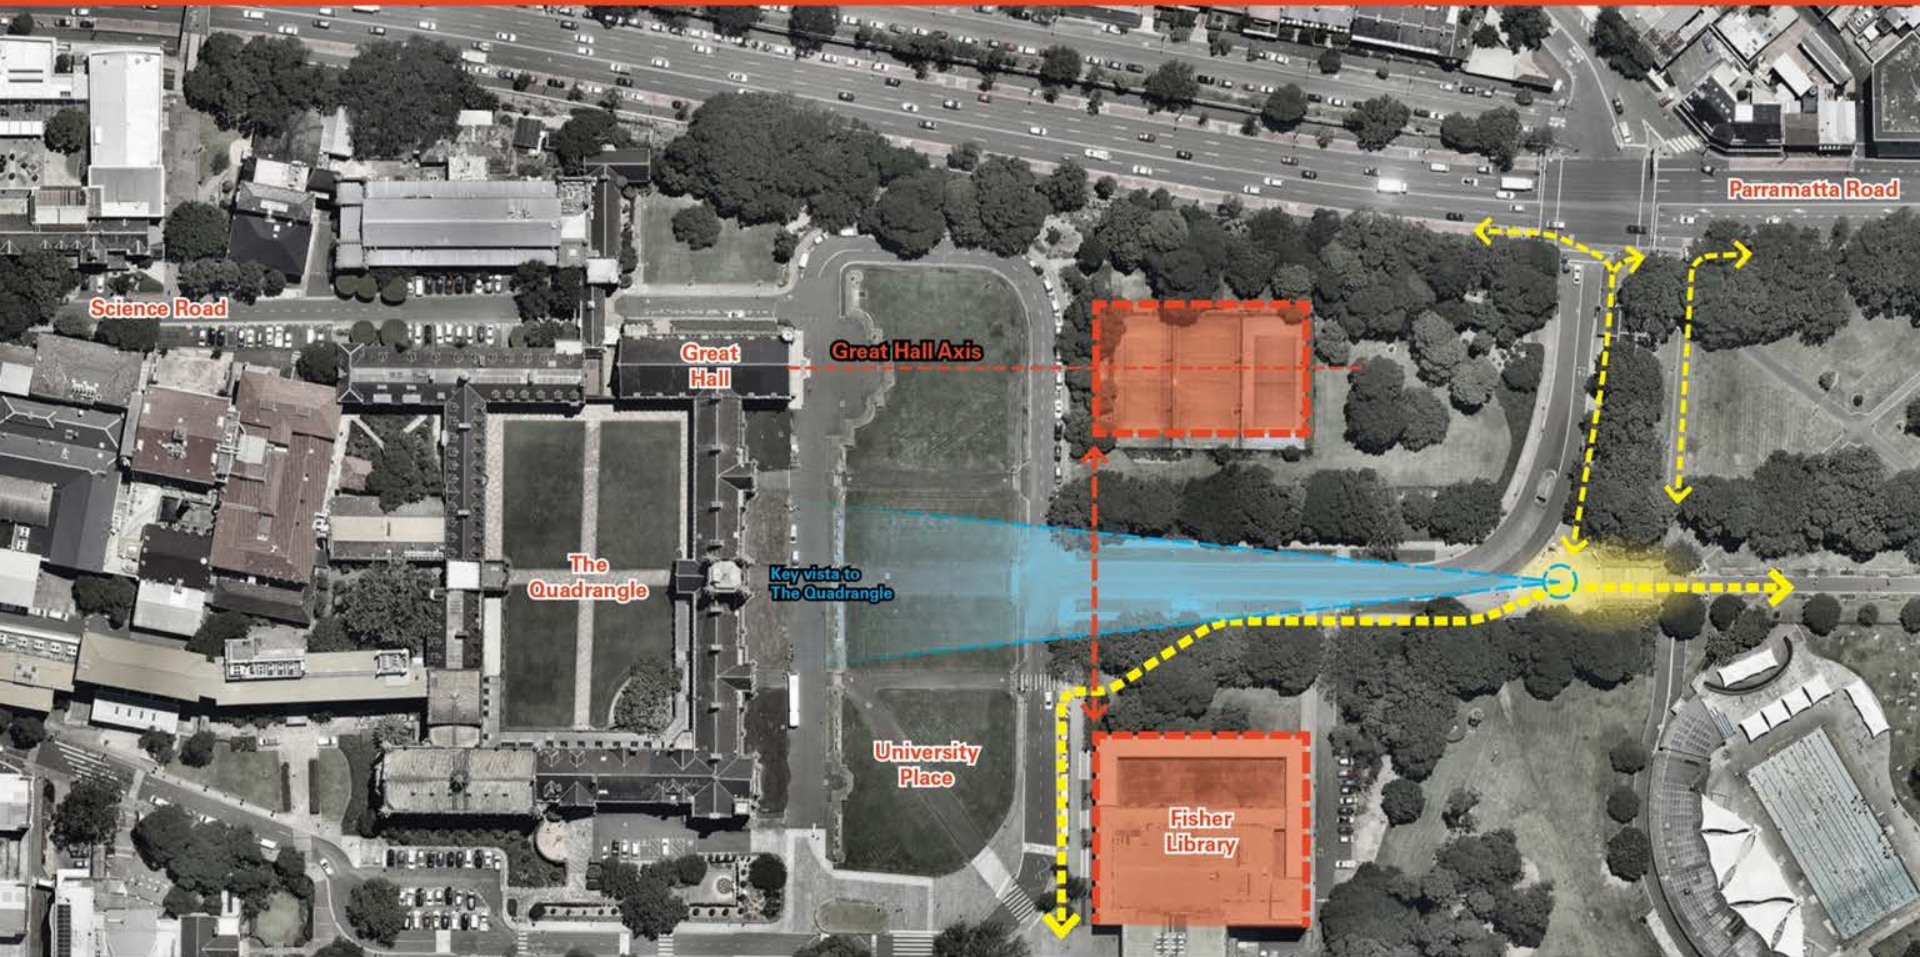 Parramatta Road
Science Road
Great
Hall
Great Hall Axis
The
Quadrangle
Key vista to
The Quadrangle
University
Place
Fisher
Library